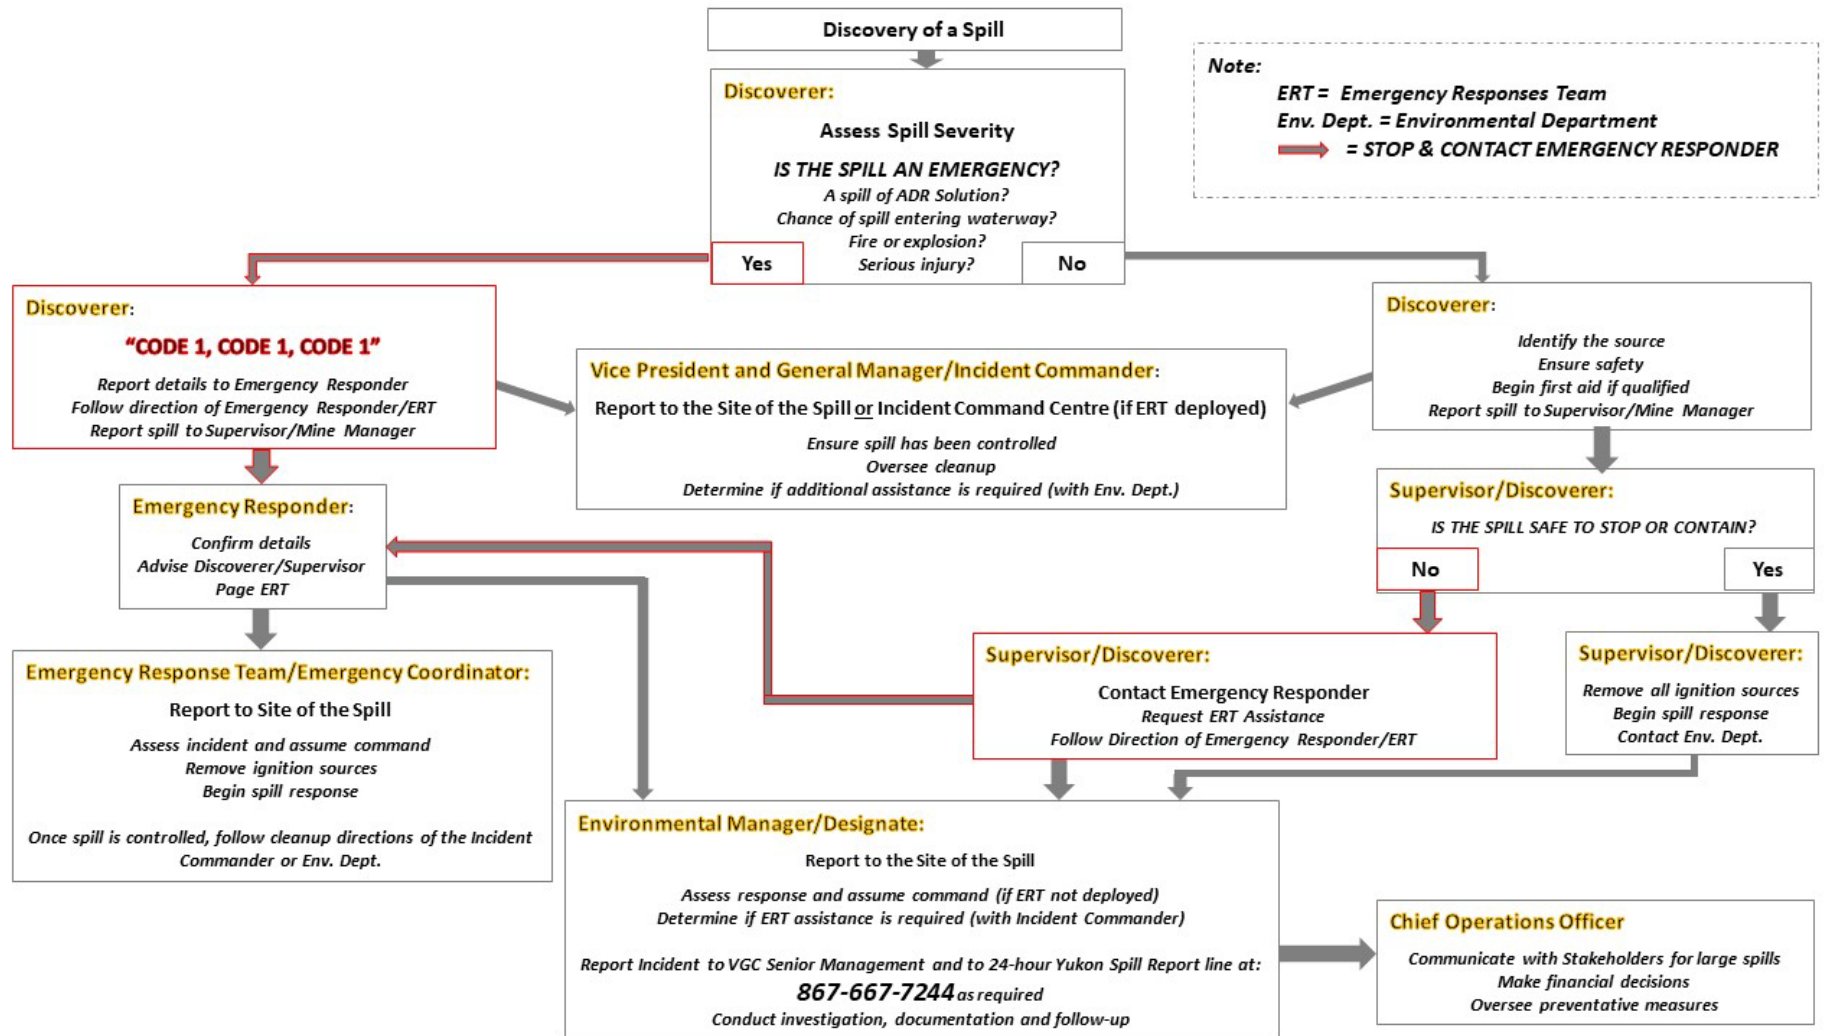 Discovery of a Spill
Note:
ERT = Emergency Responses Team
Env. Dept. = Environmental Department
= STOP & CONTACT EMERGENCY RESPONDER
Discoverer:
Assess Spill Severity
IS THE SPILL AN EMERGENCY?
A spill of ADR Solution?
Chance of spill entering waterway?
Fire or explosion?
Serious injury?
Yes
No
Discoverer:
“CODE 1, CODE 1, CODE 1”
Report details to Emergency Responder
Follow direction of Emergency Responder/ERT
Report spill to Supervisor/Mine Manager
Vice President and General Manager/Incident Commander:
Report to the Site of the Spill or Incident Command Centre (if ERT deployed)
Ensure spill has been controlled
Oversee cleanup
Determine if additional assistance is required (with Env. Dept.)
Discoverer:
Identify the source
Ensure safety
Begin first aid if qualified
Report spill to Supervisor/Mine Manager
Emergency Responder:
Confirm details
Advise Discoverer/Supervisor
Page ERT
Supervisor/Discoverer:
IS THE SPILL SAFE TO STOP OR CONTAIN?
No
Yes
Emergency Response Team/Emergency Coordinator:
Report to Site of the Spill
Assess incident and assume command
Remove ignition sources
Begin spill response
Once spill is controlled, follow cleanup directions of the Incident
Commander or Env. Dept.
Supervisor/Discoverer:
Contact Emergency Responder
Request ERT Assistance
Follow Direction of Emergency Responder/ERT
Supervisor/Discoverer:
Remove all ignition sources
Begin spill response
Contact Env. Dept.
Environmental Manager/Designate:
Report to the Site of the Spill
Assess response and assume command (if ERT not deployed)
Determine if ERT assistance is required (with Incident Commander)
Report Incident to VGC Senior Management and to 24-hour Yukon Spill Report line at:
867-667-7244 as required
Conduct investigation, documentation and follow-up
Chief Operations Officer
Communicate with Stakeholders for large spills
Make financial decisions
Oversee preventative measures